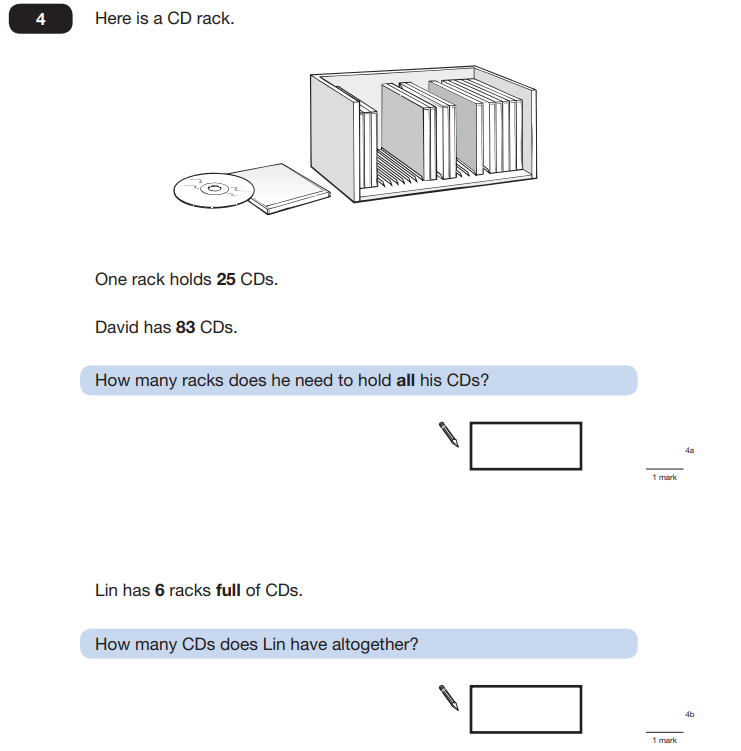 4 Here is a CD rack.
One rack holds 25 CDs.
David has 83 CDs.
How many racks does he need to hold all his CDs?
4a
1 mark
Lin has 6 racks full of CDs.
How many CDs does Lin have altogether?
4b
1 mark